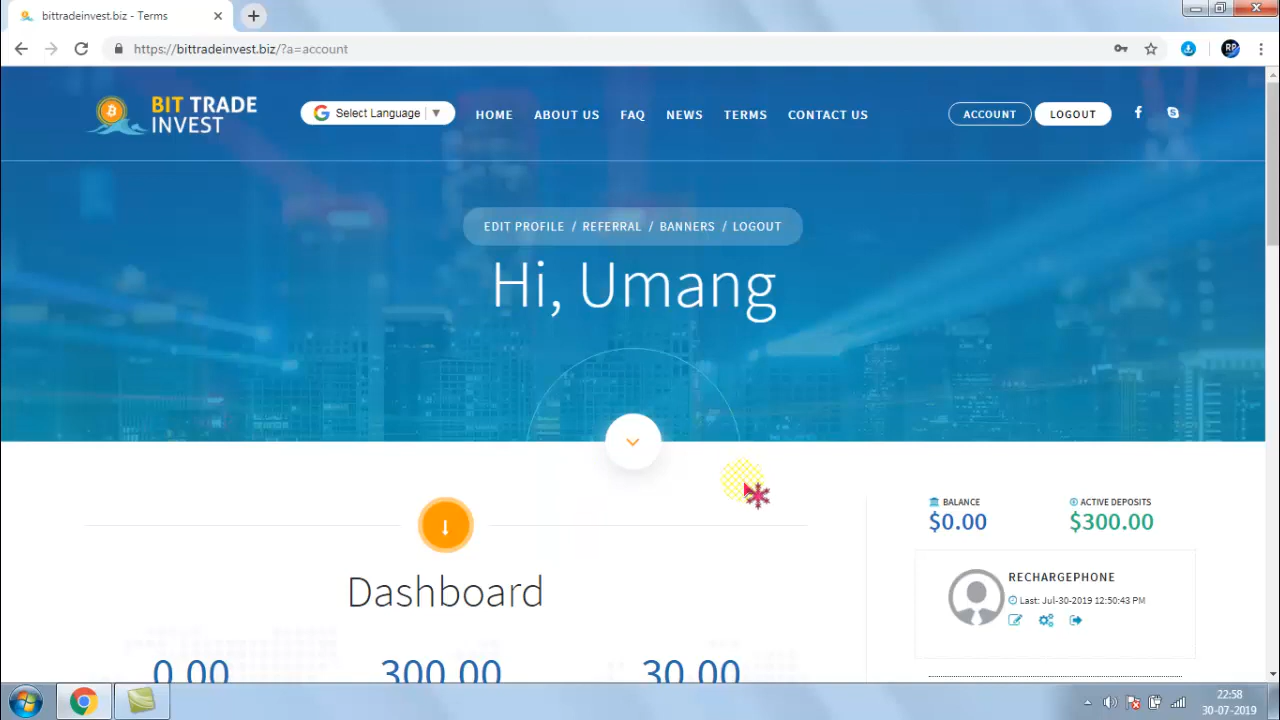 bittradeinvest.biz - Terms
https://bittradeinvest.biz/?a=account
RP
BIT TRADE
INVEST
Select Language
HOME
ABOUT US
FAQ
NEWS
TERMS
CONTACT US
ACCOUNT
LOGOUT
EDIT PROFILE / REFERRAL / BANNERS / LOGOUT
Hi, Umang
BALANCE
$0.00
ACTIVE DEPOSITS
$300.00
Dashboard
RECHARGEPHONE
Last: Jul-30-2019 12:50:43 PM
0.00
300.00
30.00
22:58
30-07-2019